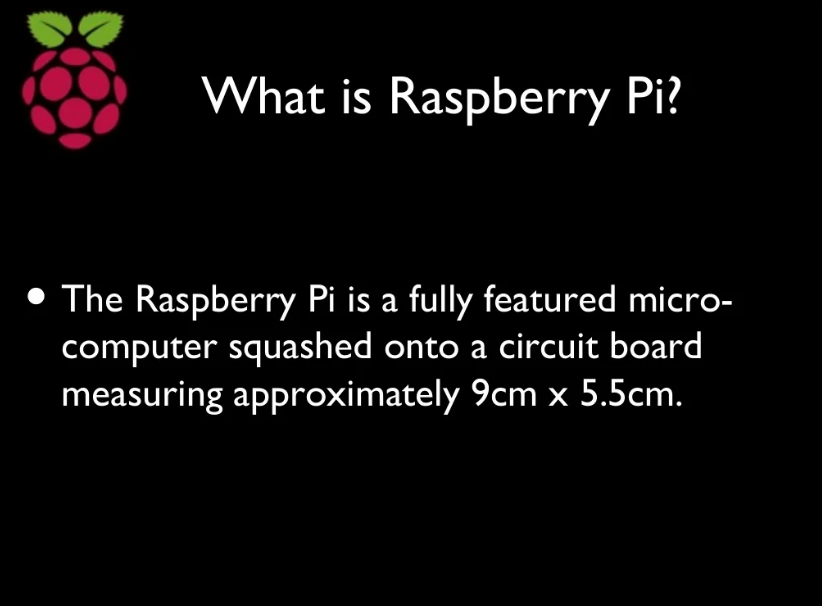 What is Raspberry Pi?
• The Raspberry Pi is a fully featured micro-
computer squashed onto a circuit board
measuring approximately 9cm x 5.5cm.